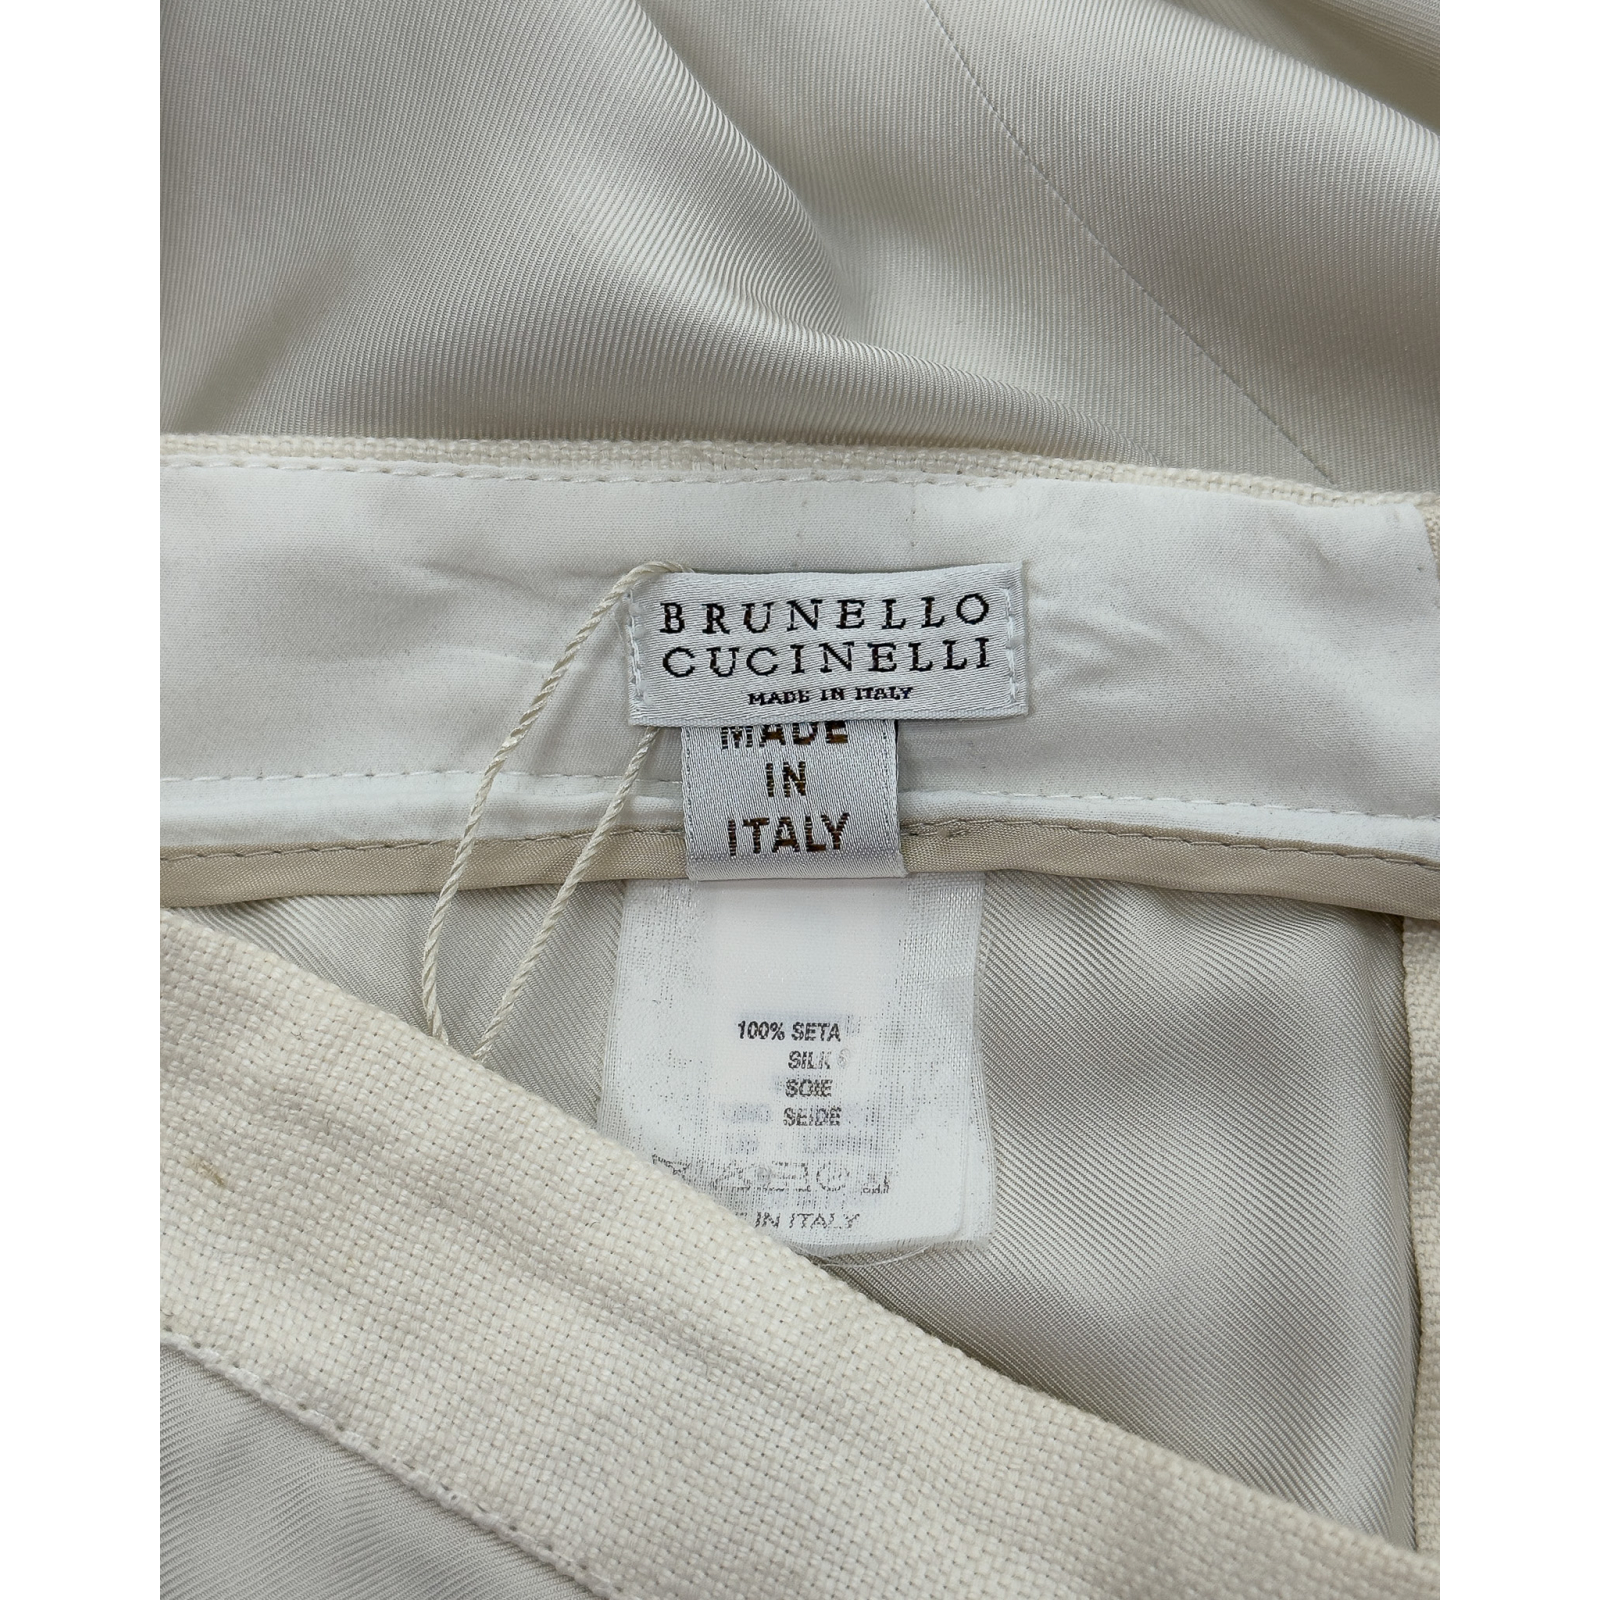 BRUNELLO
CUCINELLI
MADE IN ITALY
MADE
IN
ITALY
100% SETA
SILK
SOIE
SEIDE
IN ITALY